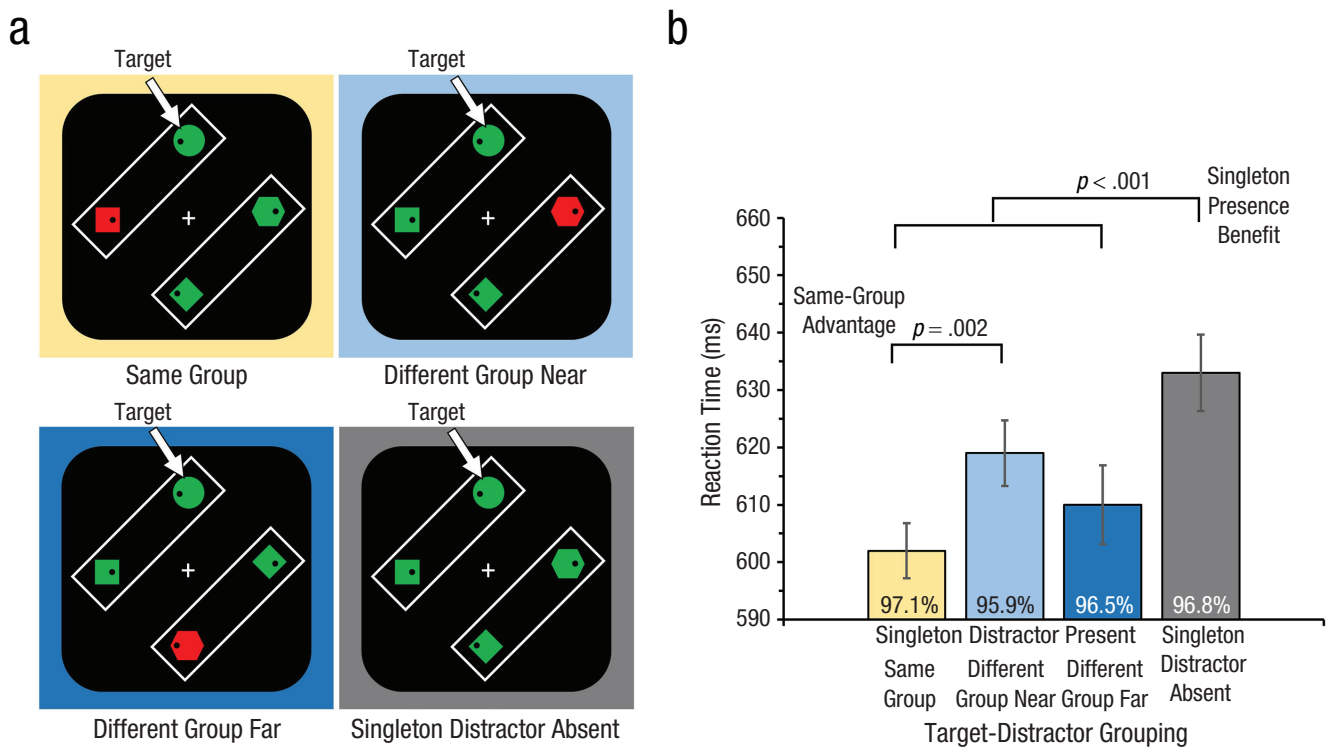 a
Target
Target
Same Group
Different Group Near
Target
Target
Different Group Far
Singleton Distractor Absent
b
p < .001
Singleton
Presence
Benefit
Same-Group
Advantage
p = .002
Reaction Time (ms)
660
650
640
630
620
610
600
590
97.1%
95.9%
96.5%
96.8%
Singleton Distractor Present
Same
Group
Different
Group Near
Different
Group Far
Singleton
Distractor
Absent
Target-Distractor Grouping